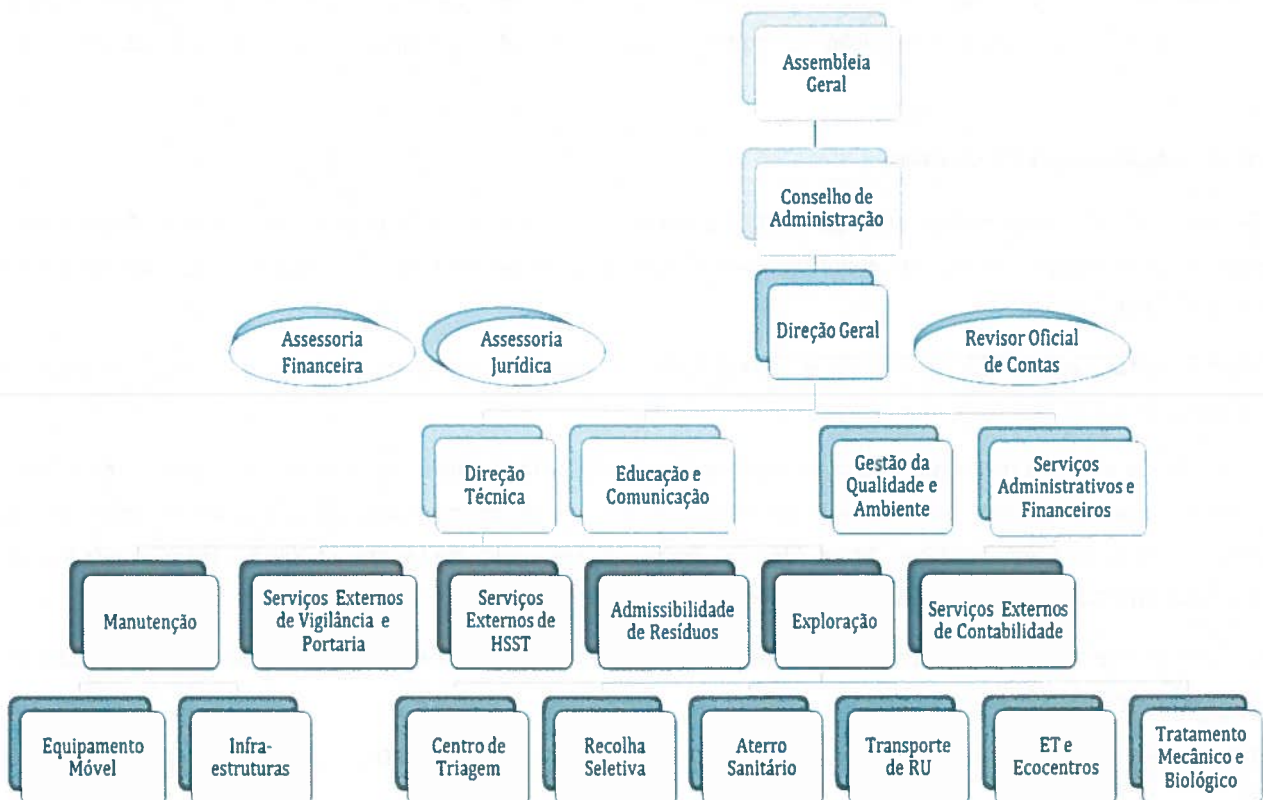 Assembleia
Geral
Conselho de
Administração
Direção Geral
Assessoria
Financeira
Assessoria
Jurídica
Revisor Oficial
de Contas
Direção
Técnica
Educação e
Comunicação
Gestão da
Qualidade e
Ambiente
Serviços
Administrativos e
Financeiros
Manutenção
Serviços Externos
de Vigilância e
Portaria
Serviços
Externos de
HSST
Admissibilidade
de Resíduos
Exploração
Serviços Externos
de Contabilidade
Equipamento
Móvel
Infra-
estruturas
Centro de
Triagem
Recolha
Seletiva
Aterro
Sanitário
Transporte
de RU
ET e
Ecocentros
Tratamento
Mecânico e
Biológico